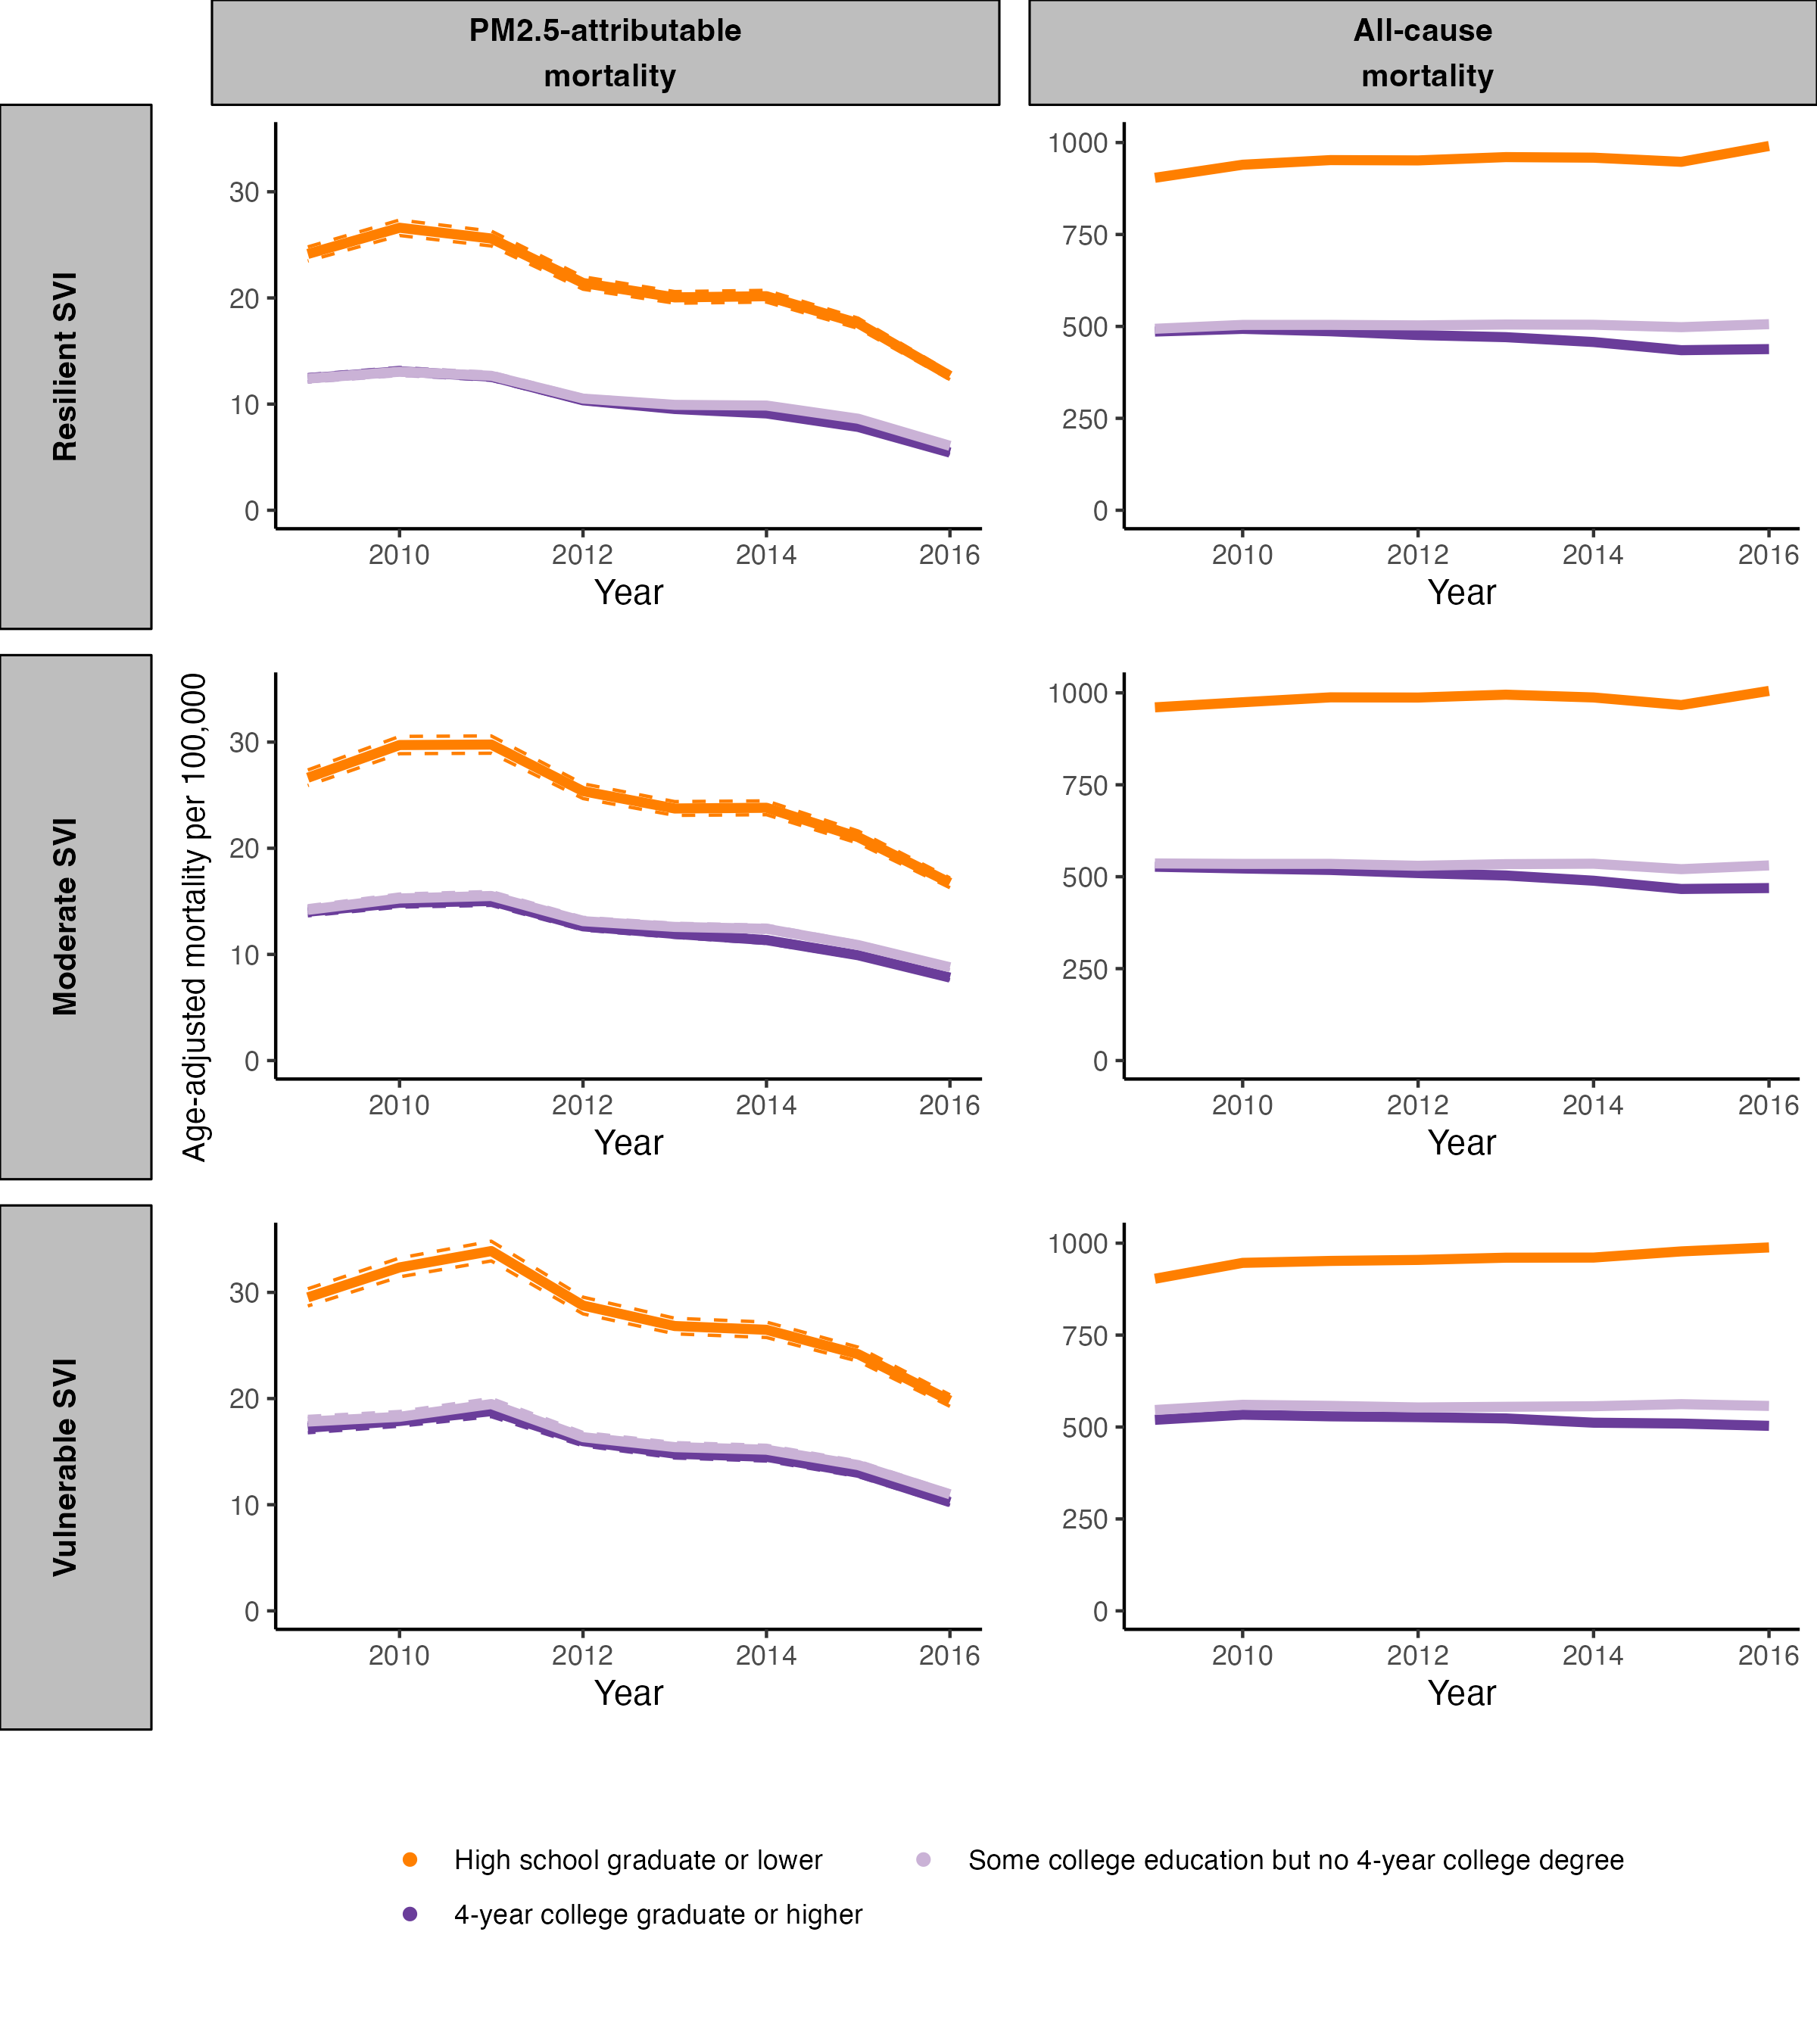 PM2.5-attributable
mortality
All-cause
mortality
Resilient SVI
30
20
10
0
2010 2012 2014 2016
Year
1000
750
500
250
0
2010 2012 2014 2016
Year
Moderate SVI
Age-adjusted mortality per 100,000
30
20
10
0
2010 2012 2014 2016
Year
1000
750
500
250
0
2010 2012 2014 2016
Year
Vulnerable SVI
30
20
10
0
2010 2012 2014 2016
Year
1000
750
500
250
0
2010 2012 2014 2016
Year
High school graduate or lower
Some college education but no 4-year college degree
4-year college graduate or higher